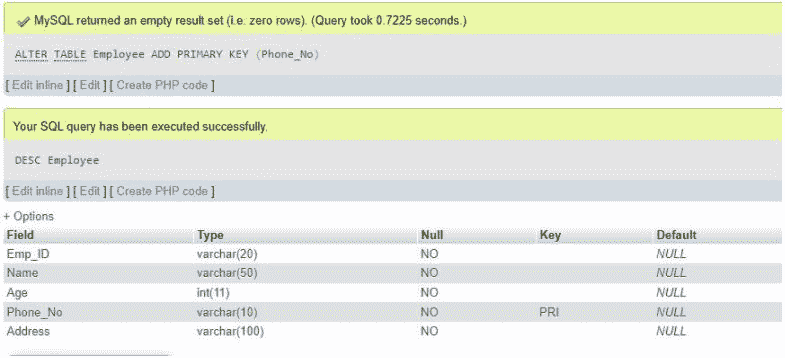 MySQL returned an empty result set (i.e. zero rows). (Query took 0.7225 seconds.)
ALTER TABLE Employee ADD PRIMARY KEY (Phone_No)
[ Edit inline ] [ Edit ] [ Create PHP code ]
Your SQL query has been executed successfully.
DESC Employee
[ Edit inline ] [ Edit ] [ Create PHP code ]
+ Options
Field Type Null Key Default
Emp_ID varchar(20) NO NULL
Name varchar(50) NO NULL
Age int(11) NO NULL
Phone_No varchar(10) NO PRI NULL
Address varchar(100) NO NULL